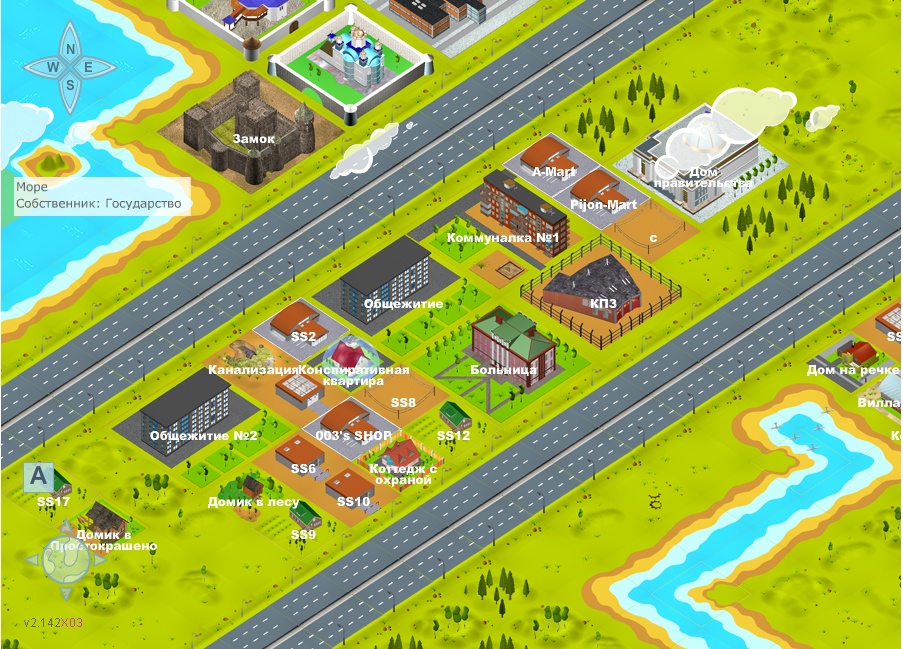 N
W E
S
Замок
A-Mart
Дом
правительства
Море
Собственник: Государство
Pijon-Mart
Коммуналка №1
с
Общежитие
КПЗ
SS2
SS
Канализация
Конспиративная
квартира
Больница
Дом на речке
SS8
Вилла
Общежитие №2
003's SHOP
SS12
SS6
Коттедж с
охраной
A
SS17
Домик в лесу
SS10
Домик в
Простокрашено
SS9
v2.142X03